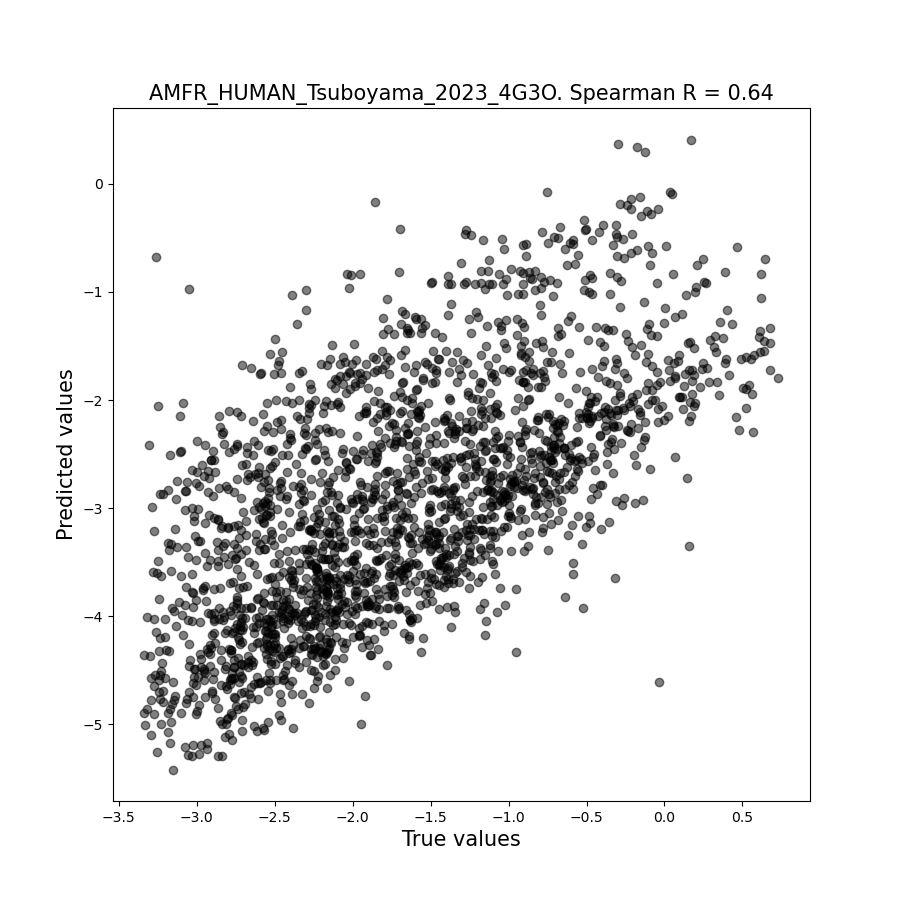 AMFR_HUMAN_Tsuboyama_2023_4G3O. Spearman R = 0.64
0
−1
−2
−3
−4
−5
Predicted values
−3.5 −3.0 −2.5 −2.0 −1.5 −1.0 −0.5 0.0 0.5
True values